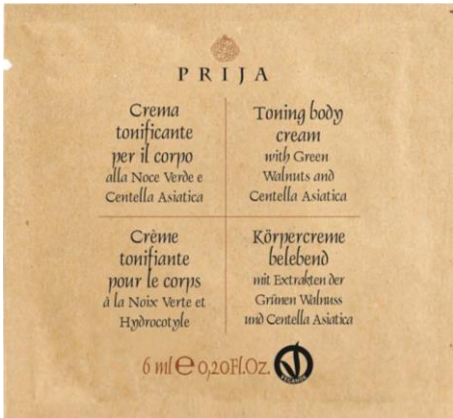 PRIJA
Crema
tonificante
per il corpo
alla Noce Verde e
Centella Asiatica
Toning body
cream
with Green
Walnuts and
Centella Asiatica
Crème
tonifiante
pour le corps
à la Noix Verte et
Hydrocotyle
Körpercreme
belebend
mit Extrakten der
Grünen Walnuss
und Centella Asiatica
6 ml e 0,20Fl.Oz.
VEGANOK